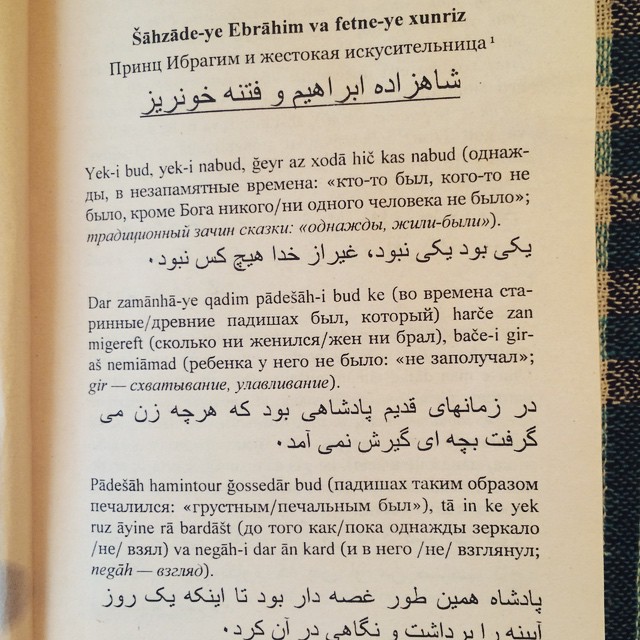 Šāhzāde-ye Ebrāhim va fetne-ye xunriz
Принц Ибрагим и жестокая искусительница¹
شاهزاده ابراهیم و فتنه خونریز
Yek-i bud, yek-i nabud, ğeyr az xodā hič kas nabud (однаж-
ды, в незапамятные времена: «кто-то был, кого-то не
было, кроме Бога никого/ни одного человека не было»;
традиционный зачин сказки: «однажды, жили-были»).
یکی بود یکی نبود، غیر از خدا هیچ کس نبود.
Dar zamānhā-ye qadim pādešāh-i bud ke (во времена ста-
ринные/древние падишах был, который) harče zan
migereft (сколько ни женился/жен ни брал), bače-i gir-
aš nemiāmad (ребенка у него не было: «не заполучал»;
gir — схватывание, улавливание).
در زمانهای قدیم پادشاهی بود که هرچه زن می
گرفت بچه ای گیرش نمی آمد.
Pādešāh hamintour ğossedār bud (падишах таким образом
печалился: «грустным/печальным был»), tā in ke yek
ruz āyine rā bardāšt (до того как/пока однажды зеркало
/не/ взял) va negāh-i dar ān kard (и в него /не/ взглянул;
negāh — взгляд).
پادشاه همین طور غصه دار بود تا اینکه یک روز
آیینه را برداشت و نگاهی در آن کرد.